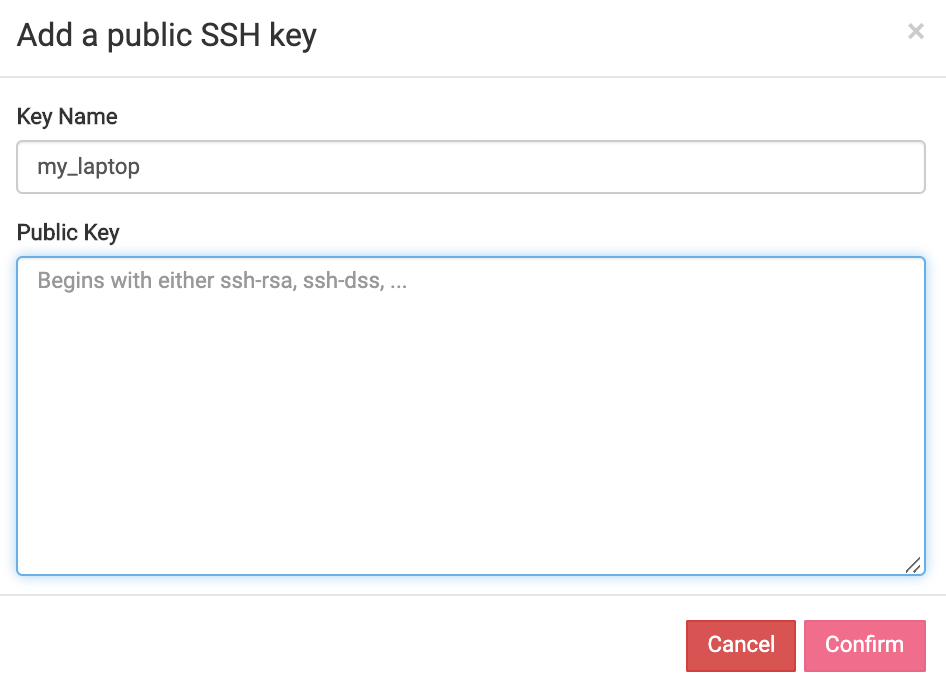 Add a public SSH key
×
Key Name
my_laptop
Public Key
Begins with either ssh-rsa, ssh-dss, ...
Cancel Confirm